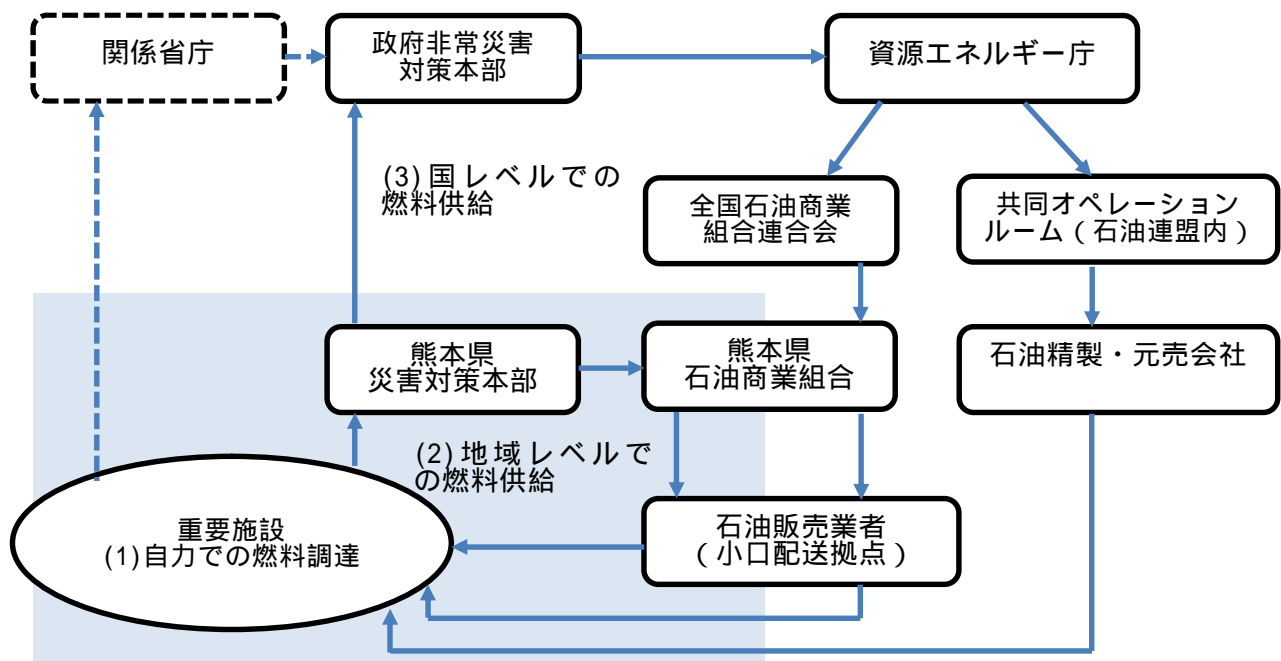 関係省庁
政府非常災害
対策本部
資源エネルギー庁
(3)国レベルでの
燃料供給
全国石油商業
組合連合会
共同オペレーション
ルーム(石油連盟内)
熊本県
災害対策本部
熊本県
石油商業組合
石油精製・元売会社
(2)地域レベルで
の燃料供給
重要施設
(1)自力での燃料調達
石油販売業者
(小口配送拠点)